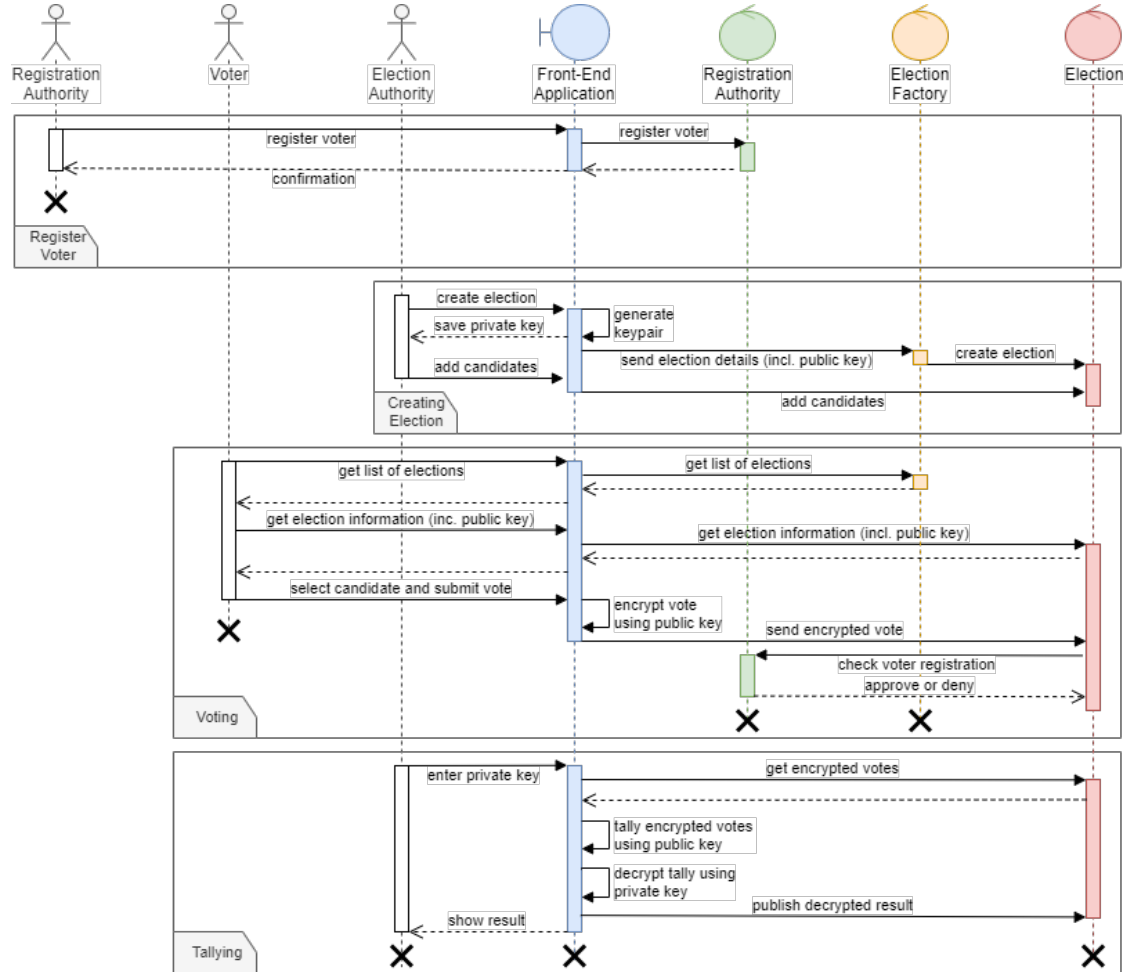 Registration
Authority
Voter
Election
Authority
Front-End
Application
Registration
Authority
Election
Factory
Election
register voter
register voter
confirmation
Register
Voter
create election
generate
keypair
save private key
send election details (incl. public key)
create election
add candidates
add candidates
Creating
Election
get list of elections
get list of elections
get election information (inc. public key)
get election information (incl. public key)
select candidate and submit vote
encrypt vote
using public key
send encrypted vote
check voter registration
approve or deny
Voting
enter private key
get encrypted votes
tally encrypted votes
using public key
decrypt tally using
private key
publish decrypted result
show result
Tallying